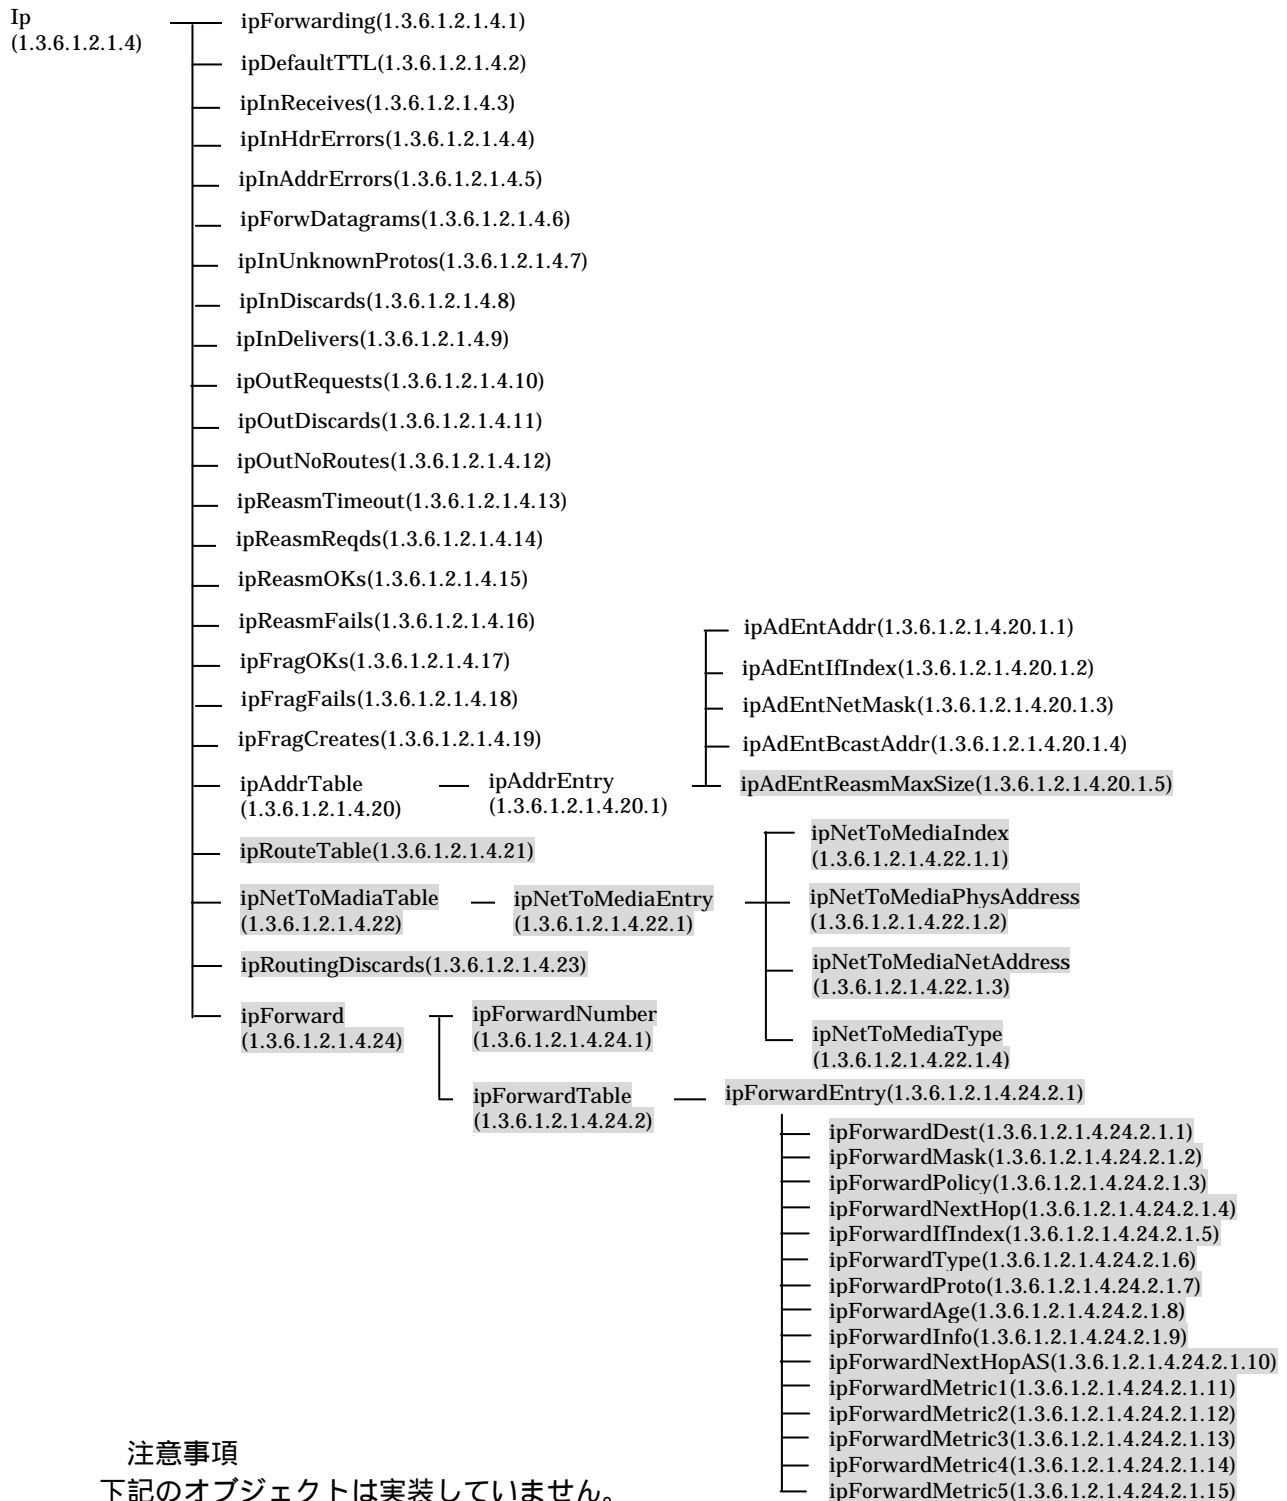 Ip
(1.3.6.1.2.1.4)
ipForwarding(1.3.6.1.2.1.4.1)
ipDefaultTTL(1.3.6.1.2.1.4.2)
ipInReceives(1.3.6.1.2.1.4.3)
ipInHdrErrors(1.3.6.1.2.1.4.4)
ipInAddrErrors(1.3.6.1.2.1.4.5)
ipForwDatagrams(1.3.6.1.2.1.4.6)
ipInUnknownProtos(1.3.6.1.2.1.4.7)
ipInDiscards(1.3.6.1.2.1.4.8)
ipInDelivers(1.3.6.1.2.1.4.9)
ipOutRequests(1.3.6.1.2.1.4.10)
ipOutDiscards(1.3.6.1.2.1.4.11)
ipOutNoRoutes(1.3.6.1.2.1.4.12)
ipReasmTimeout(1.3.6.1.2.1.4.13)
ipReasmReqds(1.3.6.1.2.1.4.14)
ipReasmOKs(1.3.6.1.2.1.4.15)
ipReasmFails(1.3.6.1.2.1.4.16)
ipFragOKs(1.3.6.1.2.1.4.17)
ipFragFails(1.3.6.1.2.1.4.18)
ipFragCreates(1.3.6.1.2.1.4.19)
ipAddrTable
(1.3.6.1.2.1.4.20)
ipAddrEntry
(1.3.6.1.2.1.4.20.1)
ipAdEntAddr(1.3.6.1.2.1.4.20.1.1)
ipAdEntIfIndex(1.3.6.1.2.1.4.20.1.2)
ipAdEntNetMask(1.3.6.1.2.1.4.20.1.3)
ipAdEntBcastAddr(1.3.6.1.2.1.4.20.1.4)
ipAdEntReasmMaxSize(1.3.6.1.2.1.4.20.1.5)
ipRouteTable(1.3.6.1.2.1.4.21)
ipNetToMadiaTable
(1.3.6.1.2.1.4.22)
ipNetToMediaEntry
(1.3.6.1.2.1.4.22.1)
ipNetToMediaIndex
(1.3.6.1.2.1.4.22.1.1)
ipNetToMediaPhysAddress
(1.3.6.1.2.1.4.22.1.2)
ipNetToMediaNetAddress
(1.3.6.1.2.1.4.22.1.3)
ipNetToMediaType
(1.3.6.1.2.1.4.22.1.4)
ipRoutingDiscards(1.3.6.1.2.1.4.23)
ipForward
(1.3.6.1.2.1.4.24)
ipForwardNumber
(1.3.6.1.2.1.4.24.1)
ipForwardTable
(1.3.6.1.2.1.4.24.2)
ipForwardEntry(1.3.6.1.2.1.4.24.2.1)
ipForwardDest(1.3.6.1.2.1.4.24.2.1.1)
ipForwardMask(1.3.6.1.2.1.4.24.2.1.2)
ipForwardPolicy(1.3.6.1.2.1.4.24.2.1.3)
ipForwardNextHop(1.3.6.1.2.1.4.24.2.1.4)
ipForwardIfIndex(1.3.6.1.2.1.4.24.2.1.5)
ipForwardType(1.3.6.1.2.1.4.24.2.1.6)
ipForwardProto(1.3.6.1.2.1.4.24.2.1.7)
ipForwardAge(1.3.6.1.2.1.4.24.2.1.8)
ipForwardInfo(1.3.6.1.2.1.4.24.2.1.9)
ipForwardNextHopAS(1.3.6.1.2.1.4.24.2.1.10)
ipForwardMetric1(1.3.6.1.2.1.4.24.2.1.11)
ipForwardMetric2(1.3.6.1.2.1.4.24.2.1.12)
ipForwardMetric3(1.3.6.1.2.1.4.24.2.1.13)
ipForwardMetric4(1.3.6.1.2.1.4.24.2.1.14)
ipForwardMetric5(1.3.6.1.2.1.4.24.2.1.15)
注意事項
下記のオブジェクトは実装していません。